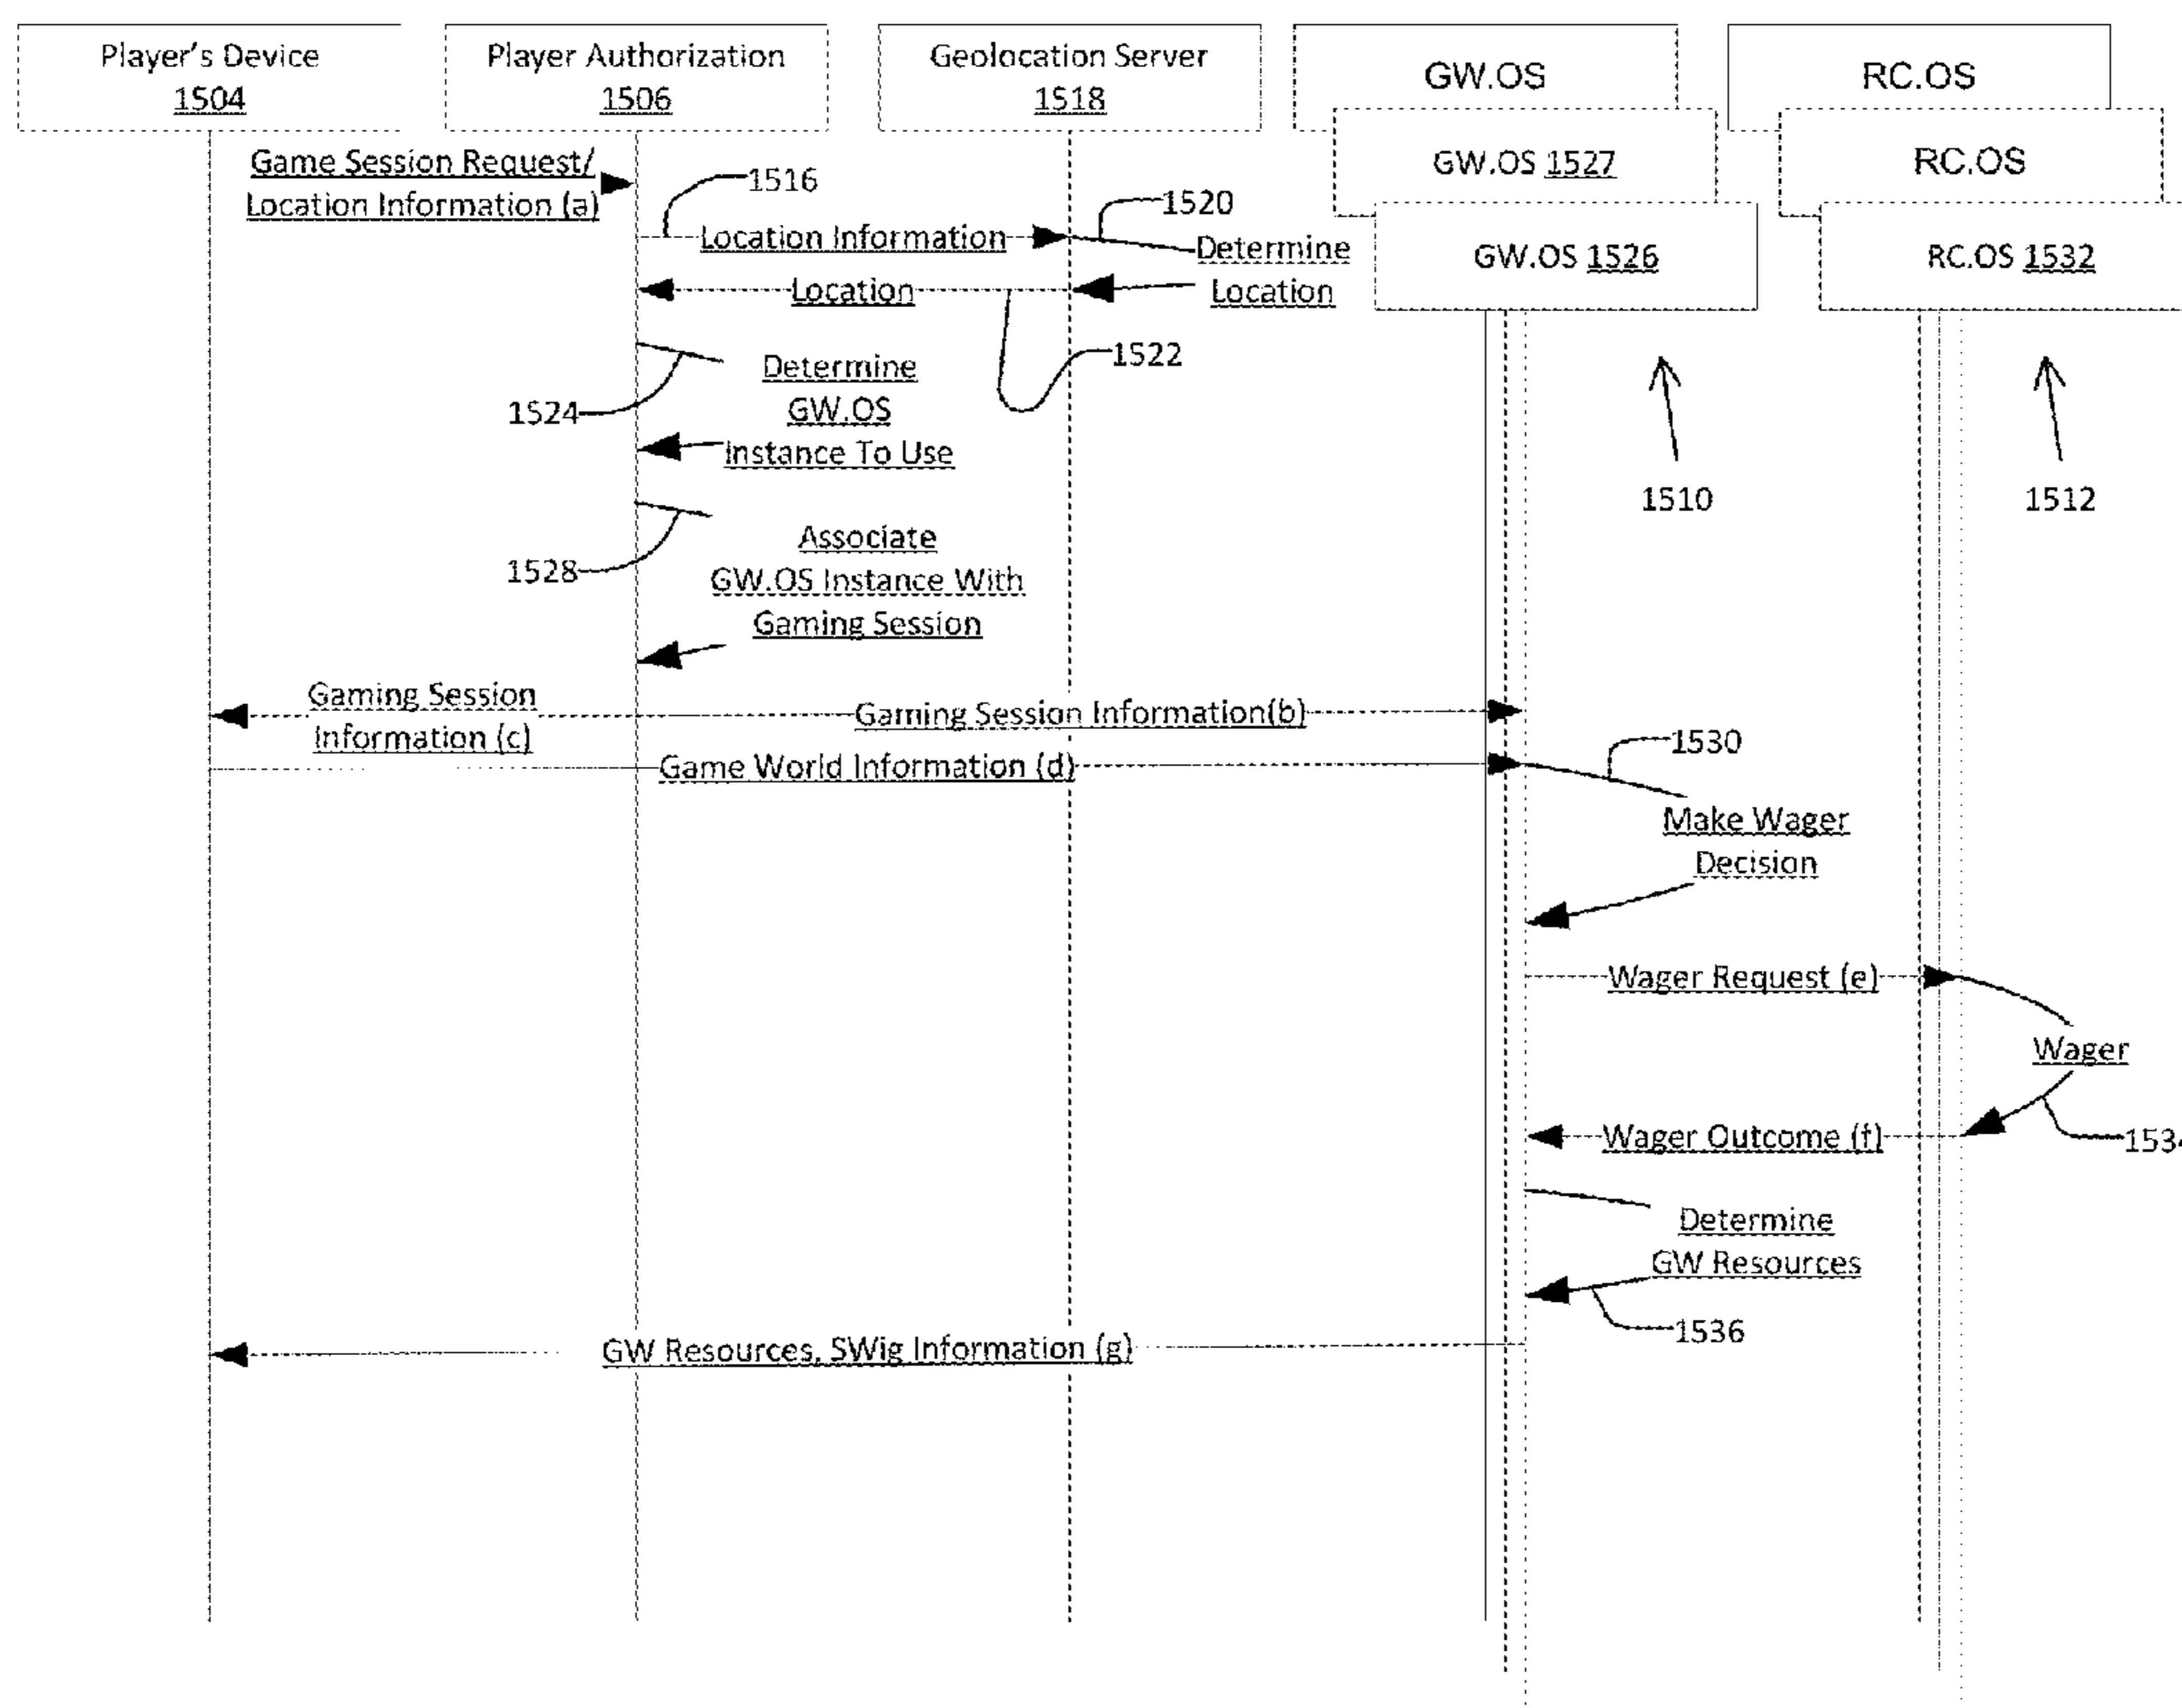 Player's Device
1504
Player Authorization
1506
Geolocation Server
1518
GW.OS
GW.OS 1527
GW.OS 1526
RC.OS
RC.OS
RC.OS 1532
Game Session Request/
Location Information (a)
1516
Location Information
1520
Determine
Location
Location
1522
1524
Determine
GW.OS
Instance To Use
1510
1512
1528
Associate
GW.OS Instance With
Gaming Session
Gaming Session
Information (c)
Gaming Session Information(b)
Game World Information (d)
1530
Make Wager
Decision
Wager Request (e)
Wager
Wager Outcome (f)
Determine
GW Resources
1536
GW Resources, SWig Information (g)